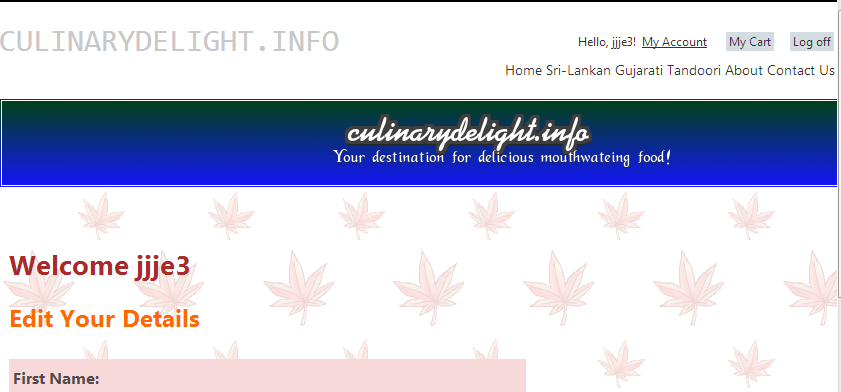 CULINARYDELIGHT.INFO
Hello, jjje3! My Account My Cart Log off
Home Sri-Lankan Gujarati Tandoori About Contact Us
culinarydelight.info
Your destination for delicious mouthwateing food!
Welcome jjje3
Edit Your Details
First Name: